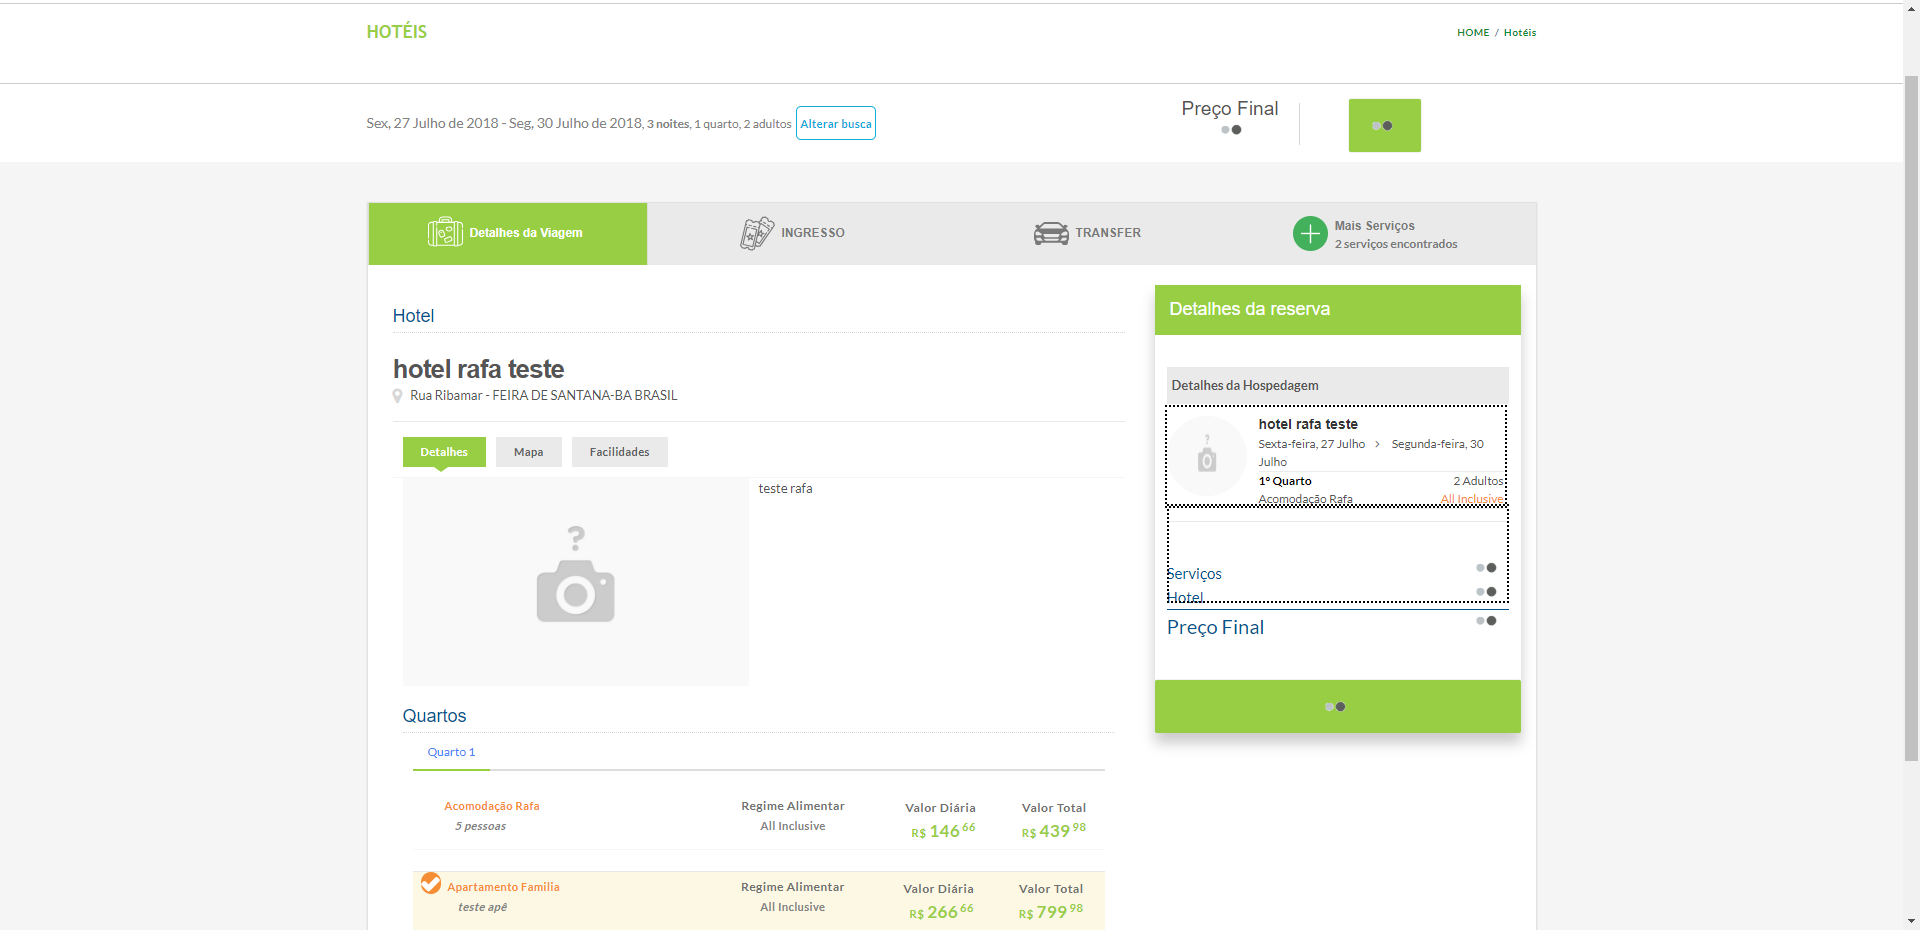 HOTÉIS
HOME / Hotéis
Sex, 27 Julho de 2018 - Seg, 30 Julho de 2018, 3 noites, 1 quarto, 2 adultos Alterar busca
Preço Final
Detalhes da Viagem
INGRESSO
TRANSFER
Mais Serviços
2 serviços encontrados
Hotel
hotel rafa teste
Rua Ribamar - FEIRA DE SANTANA-BA BRASIL
Detalhes Mapa Facilidades
?
teste rafa
Quartos
Quarto 1
Acomodação Rafa
5 pessoas
Regime Alimentar
All Inclusive
Valor Diária
R$ 146 66
Valor Total
R$ 439 98
Apartamento Familia
teste apê
Regime Alimentar
All Inclusive
Valor Diária
R$ 266 66
Valor Total
R$ 799 98
Detalhes da reserva
Detalhes da Hospedagem
?
hotel rafa teste
Sexta-feira, 27 Julho > Segunda-feira, 30
Julho
1º Quarto 2 Adultos
Acomodação Rafa All Inclusive
Serviços
Hotel
Preço Final